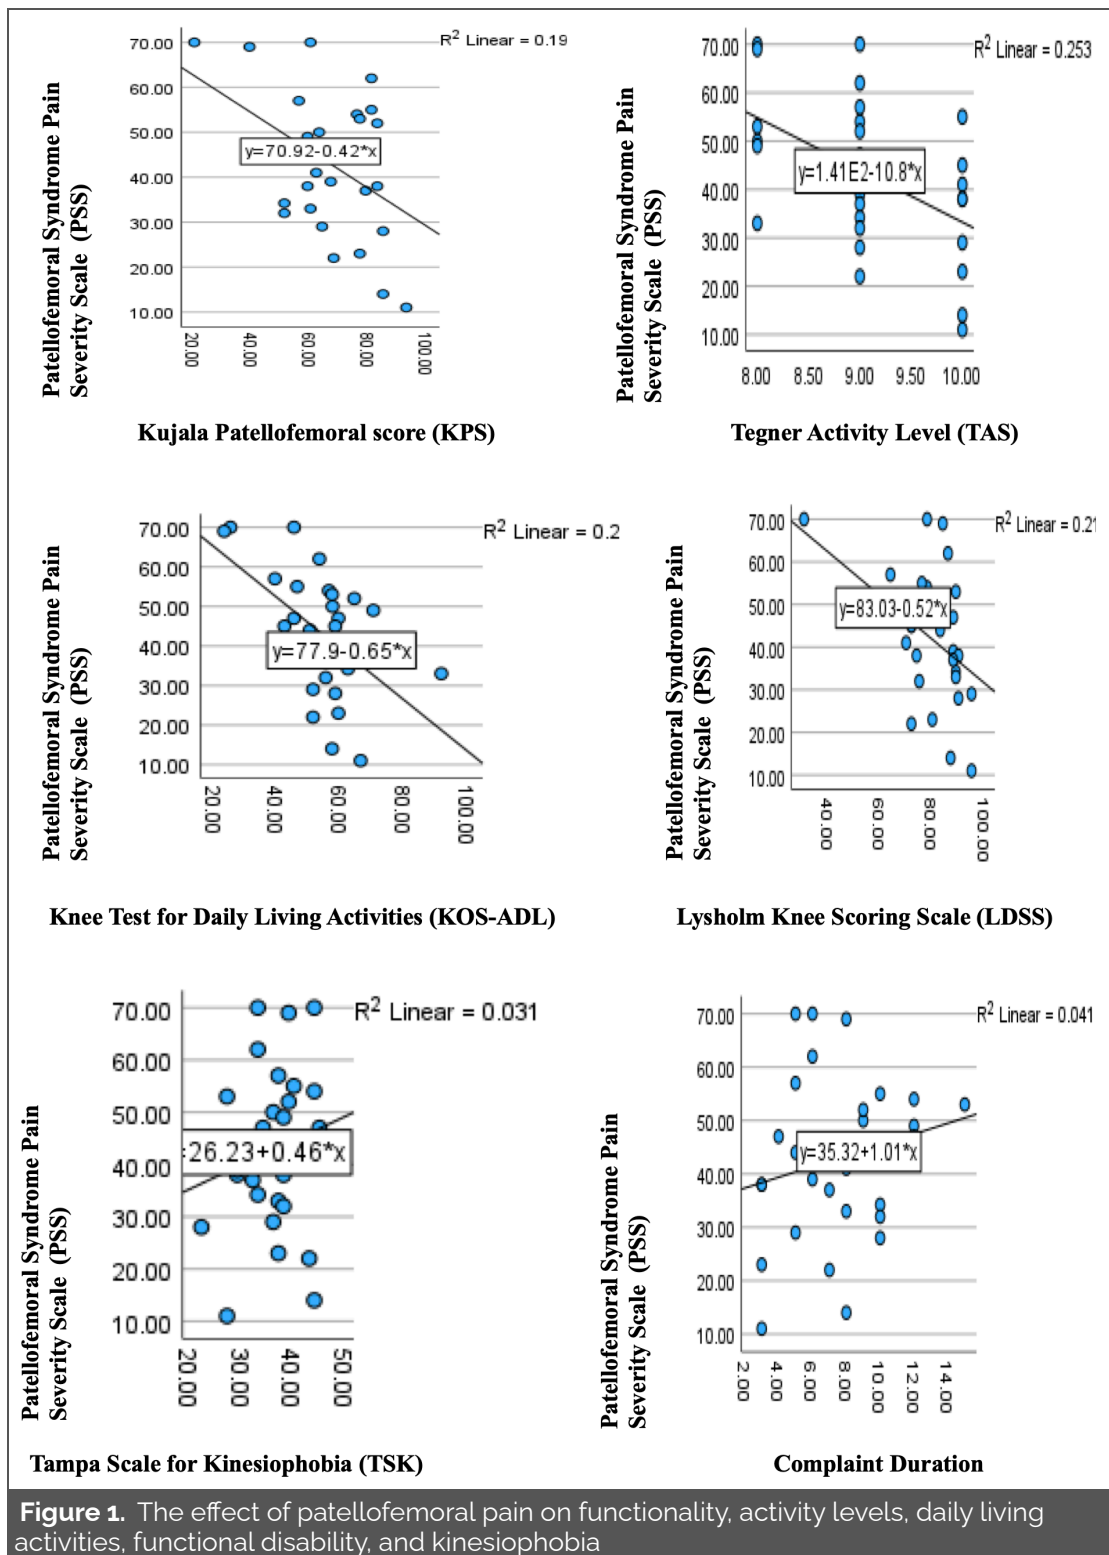 R² Linear = 0.19
70.00
60.00
50.00
40.00
30.00
20.00
10.00
y=70.92-0.42*x
20.00
40.00
60.00
80.00
100.00
Patellofemoral Syndrome Pain
Severity Scale (PSS)
Kujala Patellofemoral score (KPS)
R² Linear = 0.253
70.00
60.00
50.00
40.00
30.00
20.00
10.00
y=1.41E2-10.8*x
8.00 8.50 9.00 9.50 10.00
Patellofemoral Syndrome Pain
Severity Scale (PSS)
Tegner Activity Level (TAS)
R² Linear = 0.2
70.00
60.00
50.00
40.00
30.00
20.00
10.00
y=77.9-0.65*x
20.00
40.00
60.00
80.00
100.00
Patellofemoral Syndrome Pain
Severity Scale (PSS)
Knee Test for Daily Living Activities (KOS-ADL)
R² Linear = 0.21
70.00
60.00
50.00
40.00
30.00
20.00
10.00
y=83.03-0.52*x
40.00
60.00
80.00
100.00
Patellofemoral Syndrome Pain
Severity Scale (PSS)
Lysholm Knee Scoring Scale (LDSS)
R² Linear = 0.031
70.00
60.00
50.00
40.00
30.00
20.00
10.00
=26.23+0.46*x
20.00
30.00
40.00
50.00
Patellofemoral Syndrome Pain
Severity Scale (PSS)
Tampa Scale for Kinesiophobia (TSK)
R² Linear = 0.041
70.00
60.00
50.00
40.00
30.00
20.00
10.00
y=35.32+1.01*x
2.00
4.00
6.00
8.00
10.00
12.00
14.00
Patellofemoral Syndrome Pain
Severity Scale (PSS)
Complaint Duration
Figure 1. The effect of patellofemoral pain on functionality, activity levels, daily living
activities, functional disability, and kinesiophobia